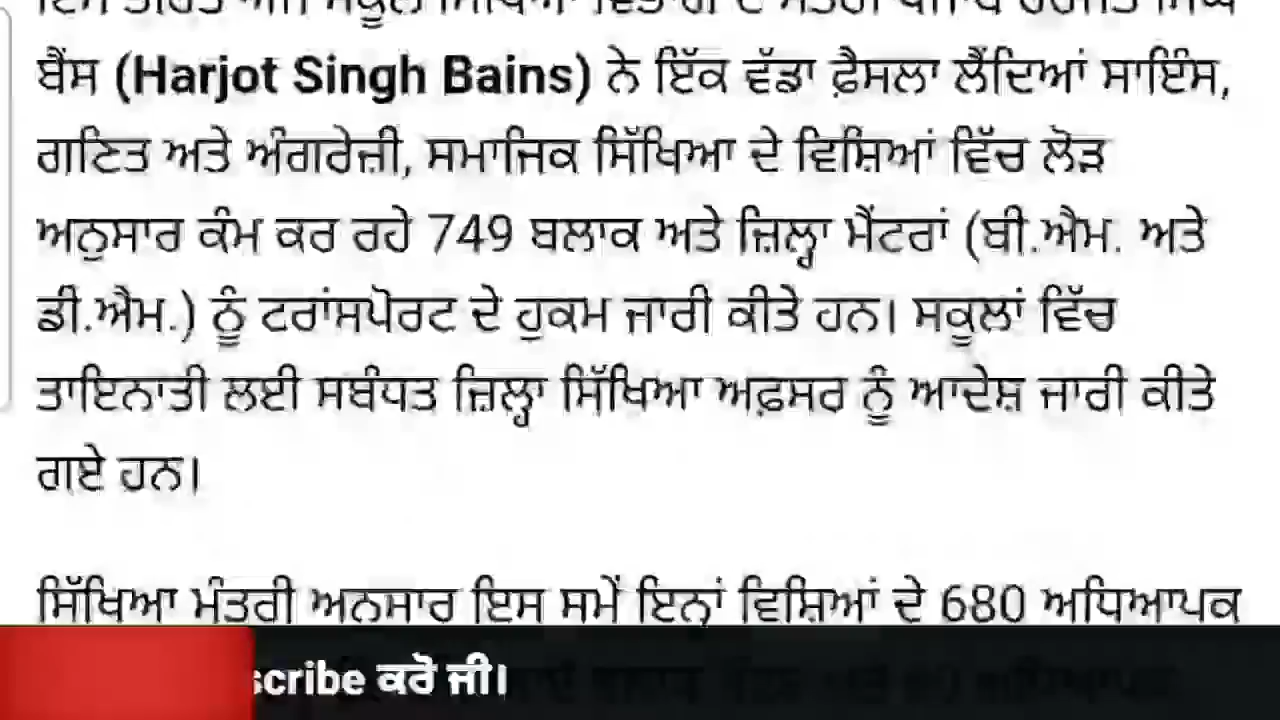 ਬੈਂਸ (Harjot Singh Bains) ਨੇ ਇੱਕ ਵੱਡਾ ਫ਼ੈਸਲਾ ਲੈਂਦਿਆਂ ਸਾਇੰਸ,
ਗਣਿਤ ਅਤੇ ਅੰਗਰੇਜ਼ੀ, ਸਮਾਜਿਕ ਸਿੱਖਿਆ ਦੇ ਵਿਸ਼ਿਆਂ ਵਿੱਚ ਲੋੜ
ਅਨੁਸਾਰ ਕੰਮ ਕਰ ਰਹੇ 749 ਬਲਾਕ ਅਤੇ ਜ਼ਿਲ੍ਹਾ ਮੈਂਟਰਾਂ (ਬੀ.ਐਮ. ਅਤੇ
ਡੀ.ਐਮ.) ਨੂੰ ਟਰਾਂਸਪੋਰਟ ਦੇ ਹੁਕਮ ਜਾਰੀ ਕੀਤੇ ਹਨ। ਸਕੂਲਾਂ ਵਿੱਚ
ਤਾਇਨਾਤੀ ਲਈ ਸਬੰਧਤ ਜ਼ਿਲ੍ਹਾ ਸਿੱਖਿਆ ਅਫ਼ਸਰ ਨੂੰ ਆਦੇਸ਼ ਜਾਰੀ ਕੀਤੇ
ਗਏ ਹਨ।
ਸਿੱਖਿਆ ਮੰਤਰੀ ਅਨੁਸਾਰ ਇਸ ਸਮੇਂ ਇਨ੍ਹਾਂ ਵਿਸ਼ਿਆਂ ਦੇ 680 ਅਧਿਆਪਕ
scribe ਕਰੋ ਜੀ।